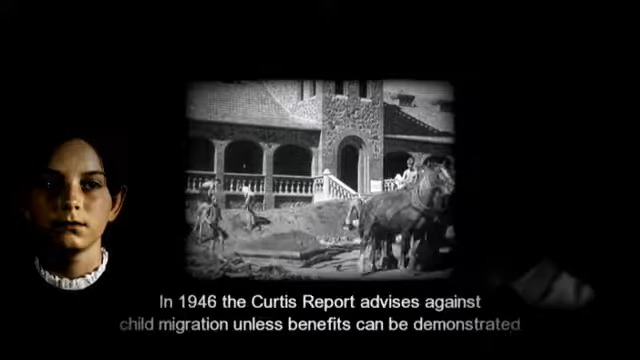 In 1946 the Curtis Report advises against
child migration unless benefits can be demonstrated